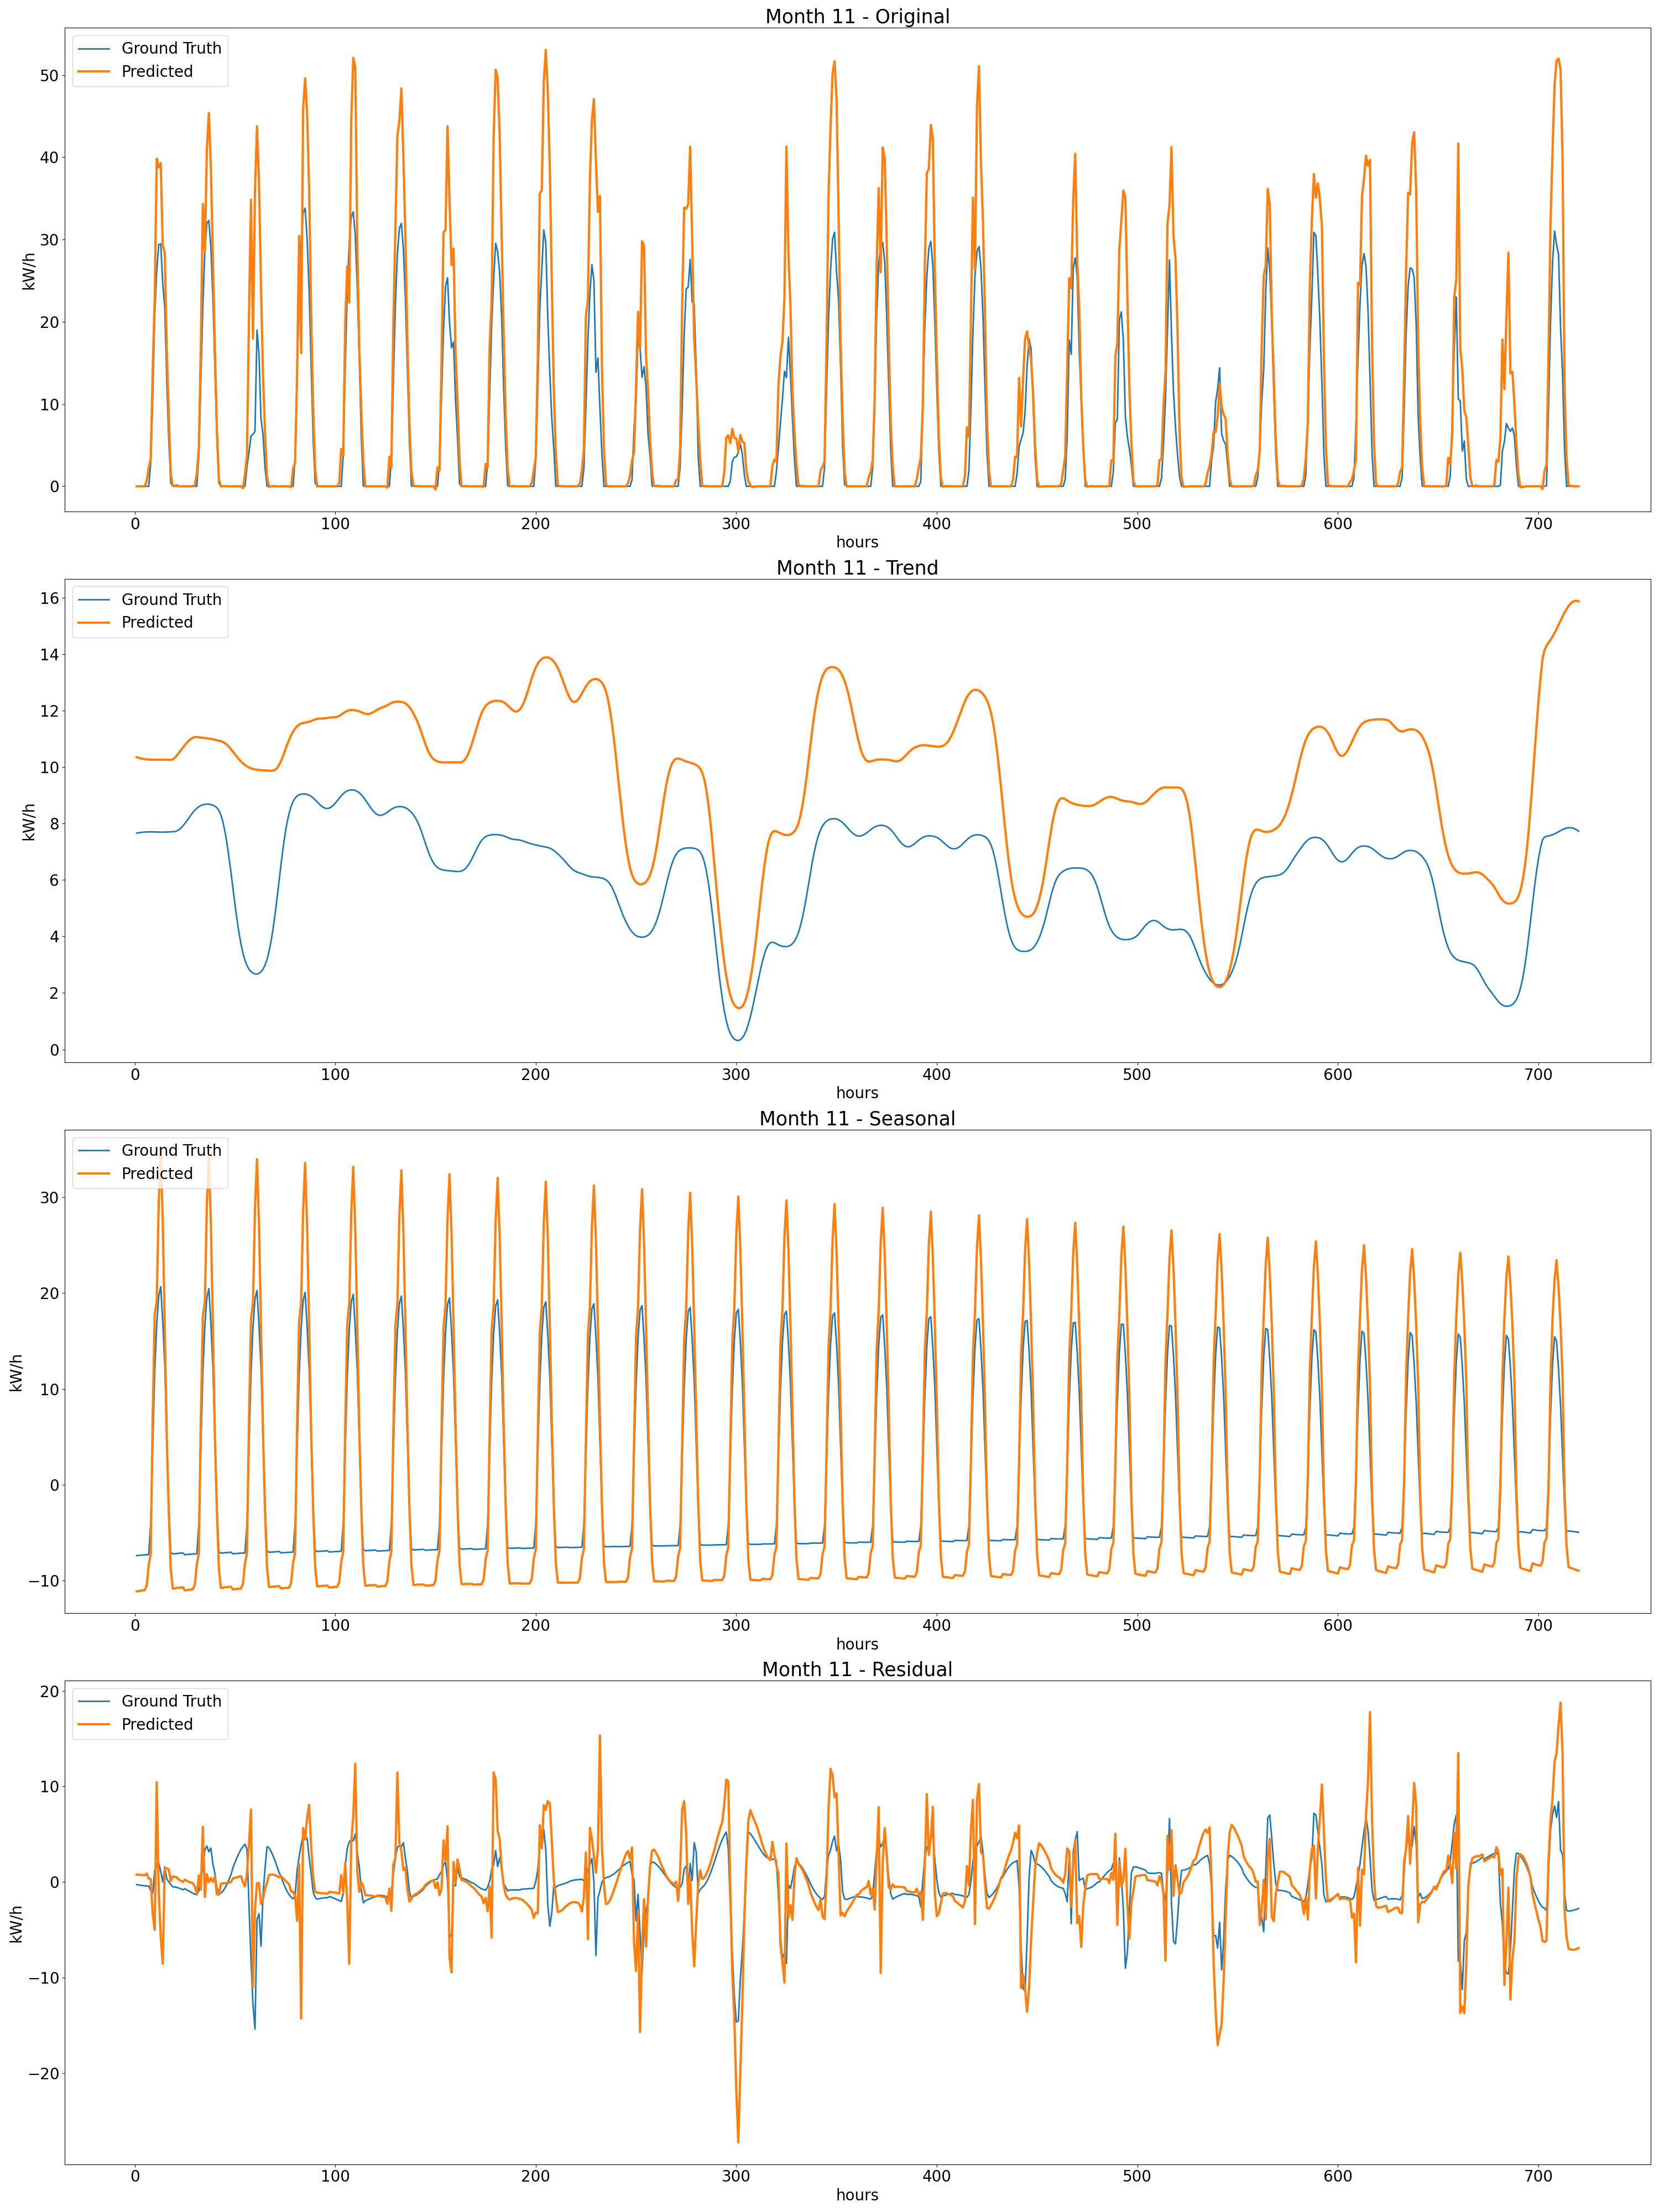 Month 11 - Original
Ground Truth
Predicted
50
40
30
20
10
0
kW/h
0 100 200 300 400 500 600 700
hours
Month 11 - Trend
Ground Truth
Predicted
16
14
12
10
8
6
4
2
0
kW/h
0 100 200 300 400 500 600 700
hours
Month 11 - Seasonal
Ground Truth
Predicted
30
20
10
0
−10
kW/h
0 100 200 300 400 500 600 700
hours
Month 11 - Residual
Ground Truth
Predicted
20
10
0
−10
−20
kW/h
0 100 200 300 400 500 600 700
hours